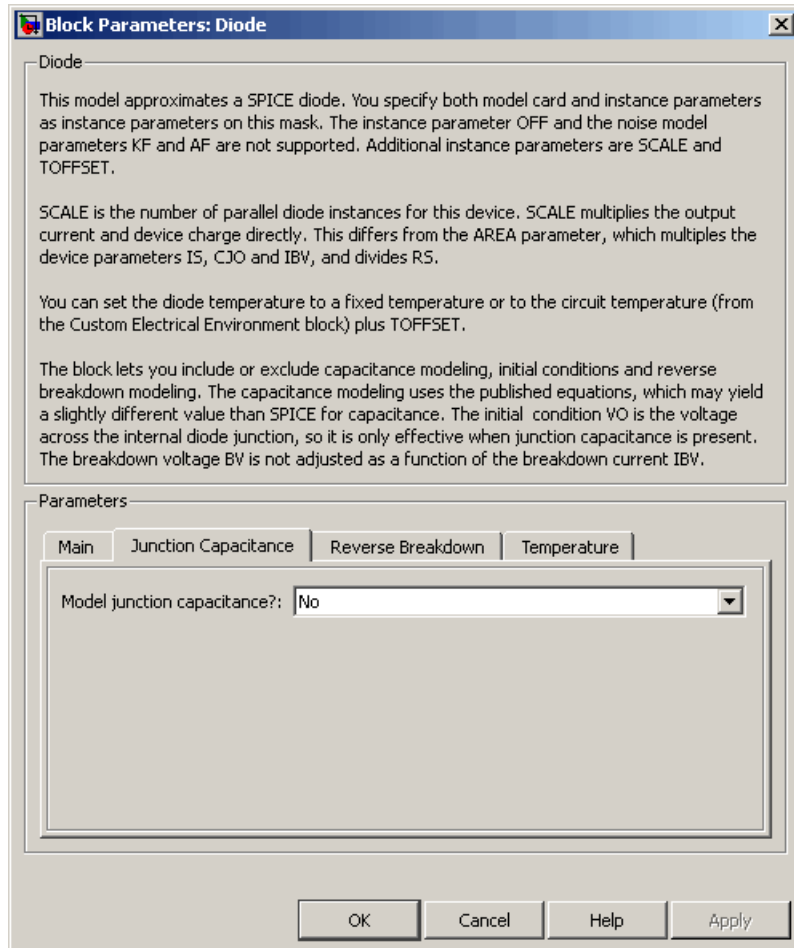 Block Parameters: Diode
Diode
This model approximates a SPICE diode. You specify both model card and instance parameters
as instance parameters on this mask. The instance parameter OFF and the noise model
parameters KF and AF are not supported. Additional instance parameters are SCALE and
TOFFSET.
SCALE is the number of parallel diode instances for this device. SCALE multiplies the output
current and device charge directly. This differs from the AREA parameter, which multiples the
device parameters IS, CJO and IBV, and divides RS.
You can set the diode temperature to a fixed temperature or to the circuit temperature (from
the Custom Electrical Environment block) plus TOFFSET.
The block lets you include or exclude capacitance modeling, initial conditions and reverse
breakdown modeling. The capacitance modeling uses the published equations, which may yield
a slightly different value than SPICE for capacitance. The initial condition VO is the voltage
across the internal diode junction, so it is only effective when junction capacitance is present.
The breakdown voltage BV is not adjusted as a function of the breakdown current IBV.
Parameters
Main Junction Capacitance Reverse Breakdown Temperature
Model junction capacitance?: No
OK Cancel Help Apply